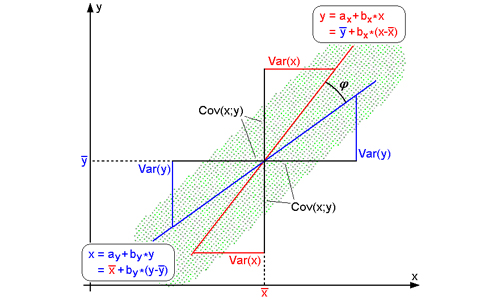 y
y = aₓ+bₓ*x
= y̅+bₓ*(x-x̅)
Var(x)
φ
Cov(x;y)
y̅
Var(y)
Var(y)
Cov(x;y)
x = aᵧ+bᵧ*y
= x̅+bᵧ*(y-y̅)
Var(x)
x
x̅